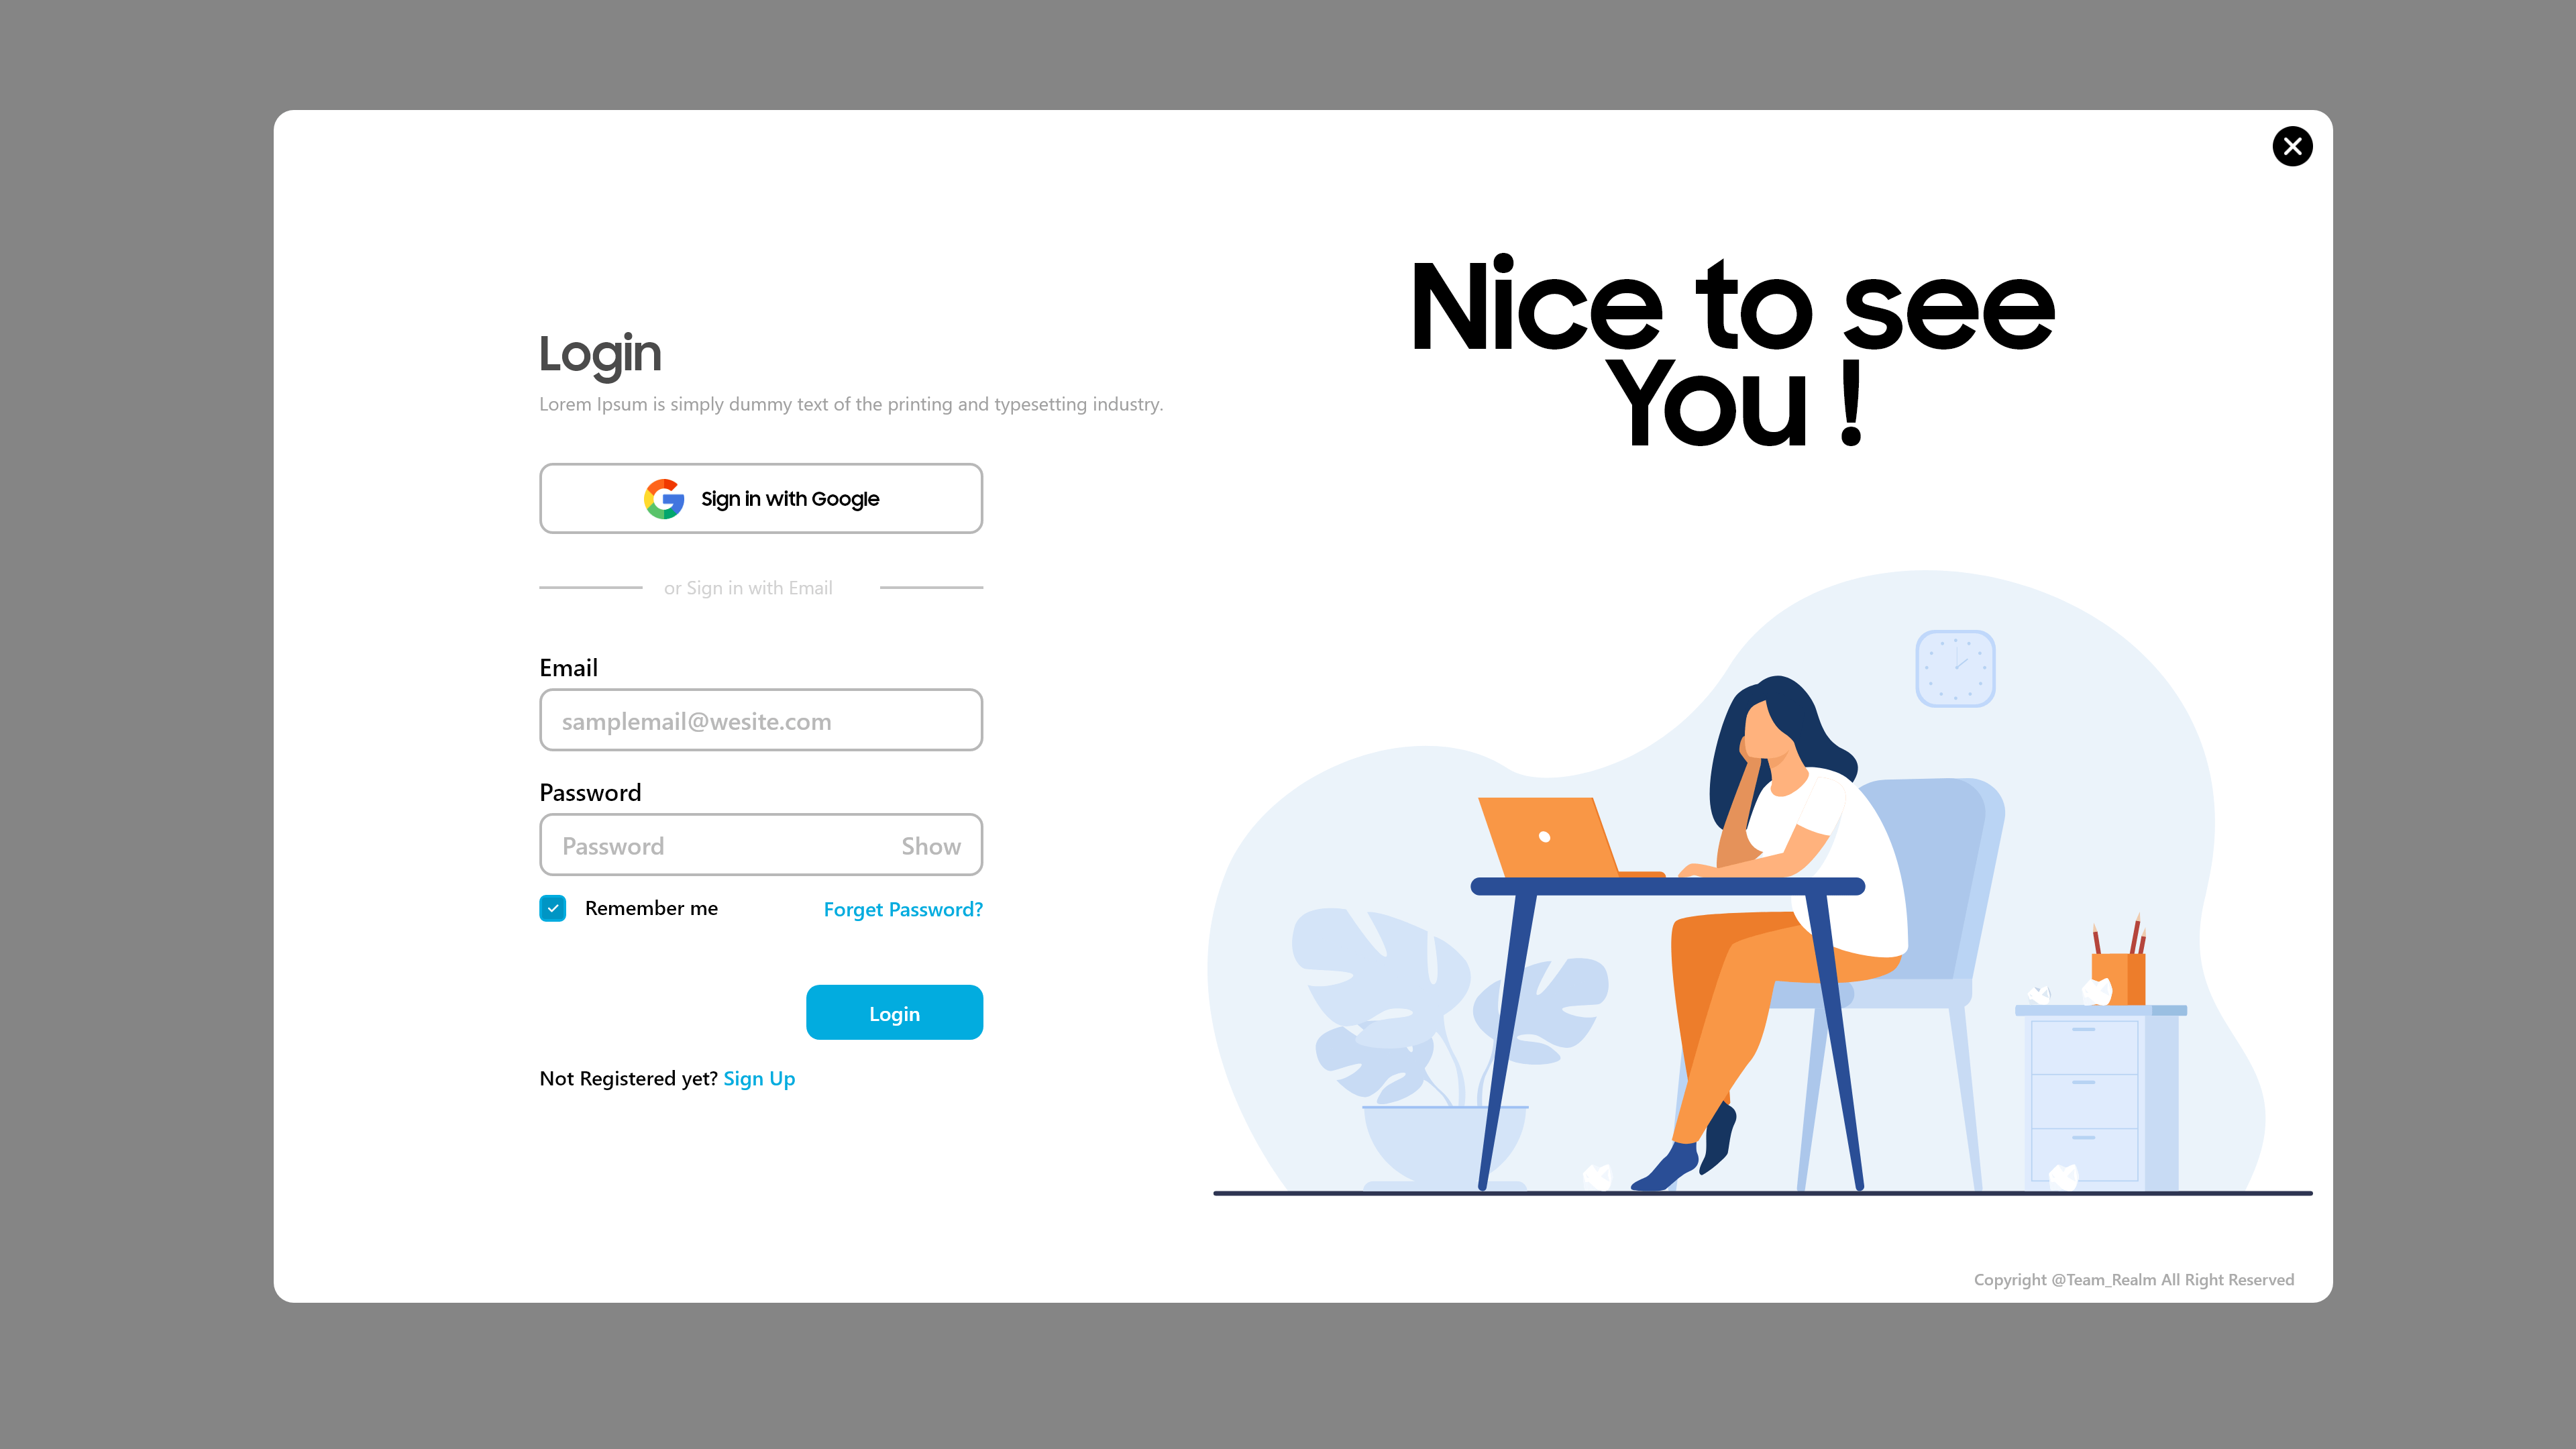 Login
Lorem Ipsum is simply dummy text of the printing and typesetting industry.
Sign in with Google
or Sign in with Email
Email
samplemail@wesite.com
Password
Password Show
Remember me Forget Password?
Login
Not Registered yet? Sign Up
Nice to see
You !
Copyright @Team_Realm All Right Reserved